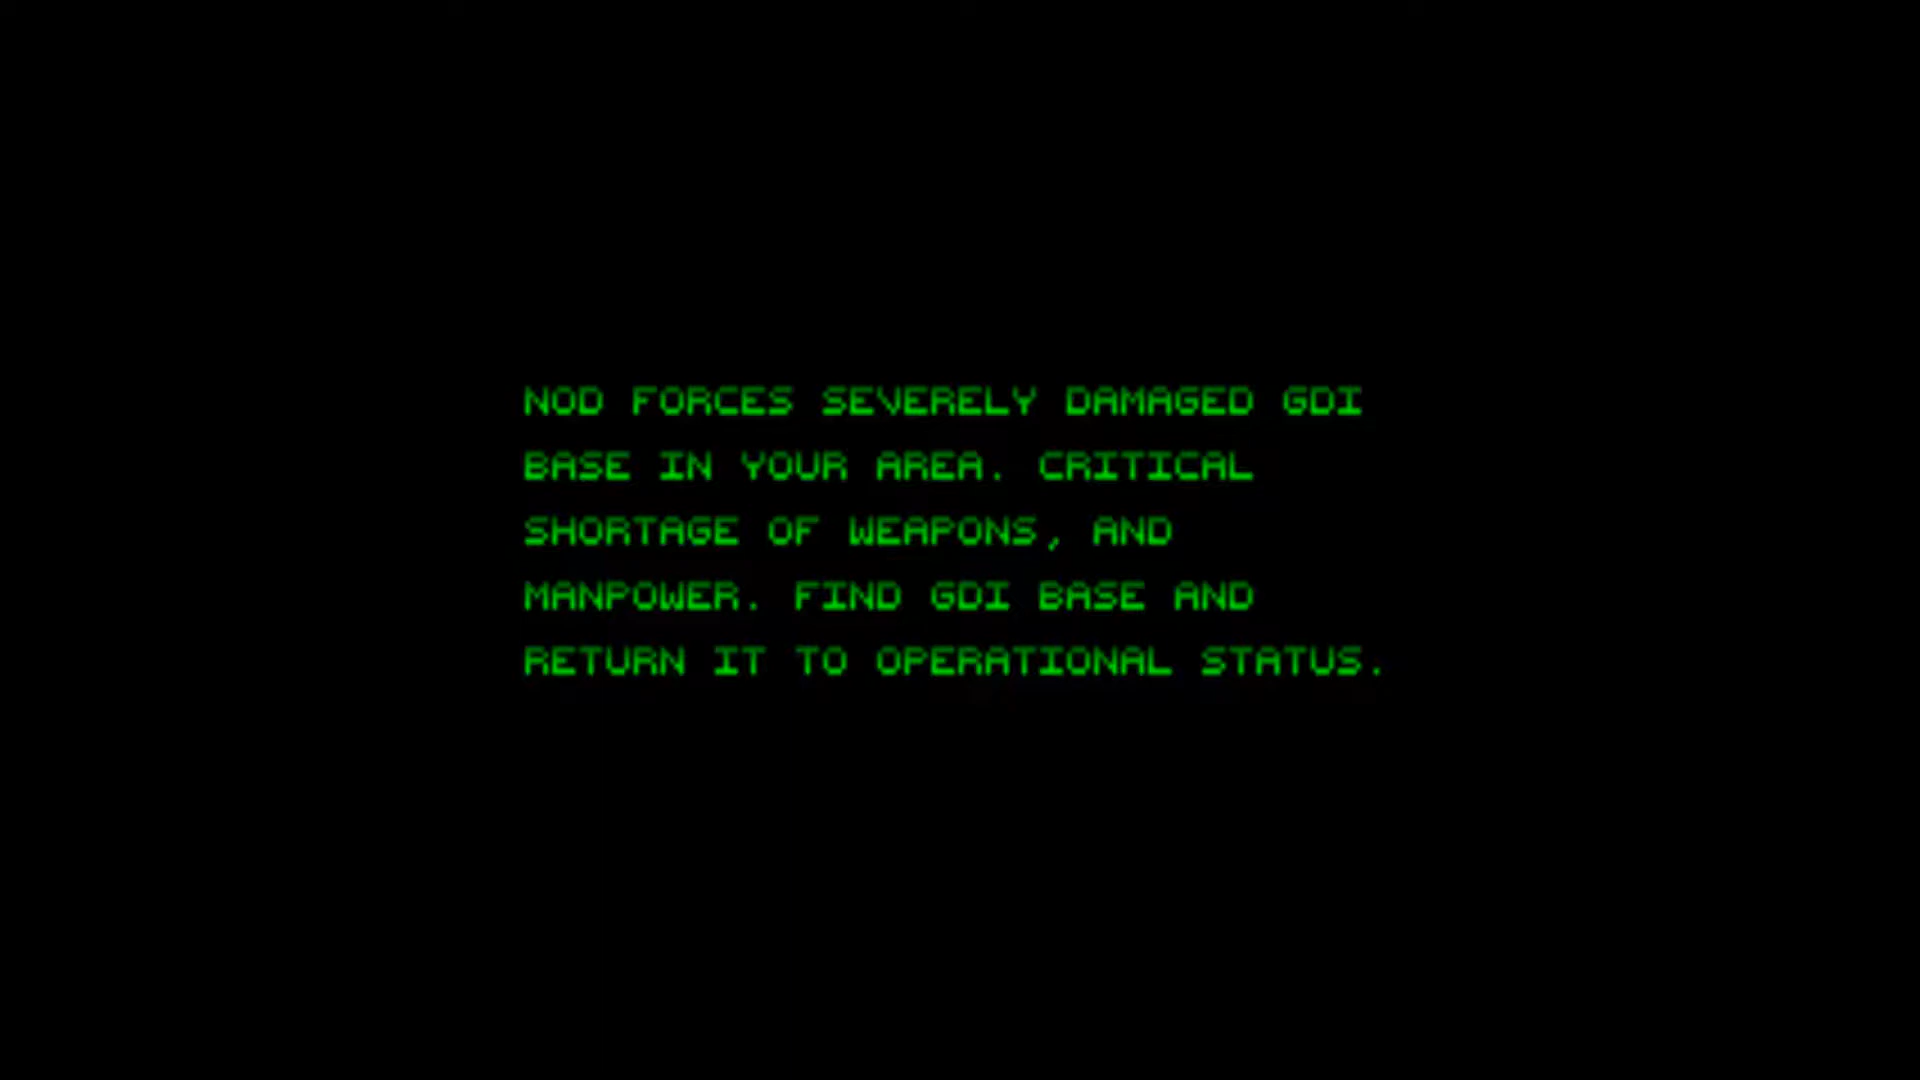 NOD FORCES SEVERELY DAMAGED GDI
BASE IN YOUR AREA. CRITICAL
SHORTAGE OF WEAPONS, AND
MANPOWER. FIND GDI BASE AND
RETURN IT TO OPERATIONAL STATUS.